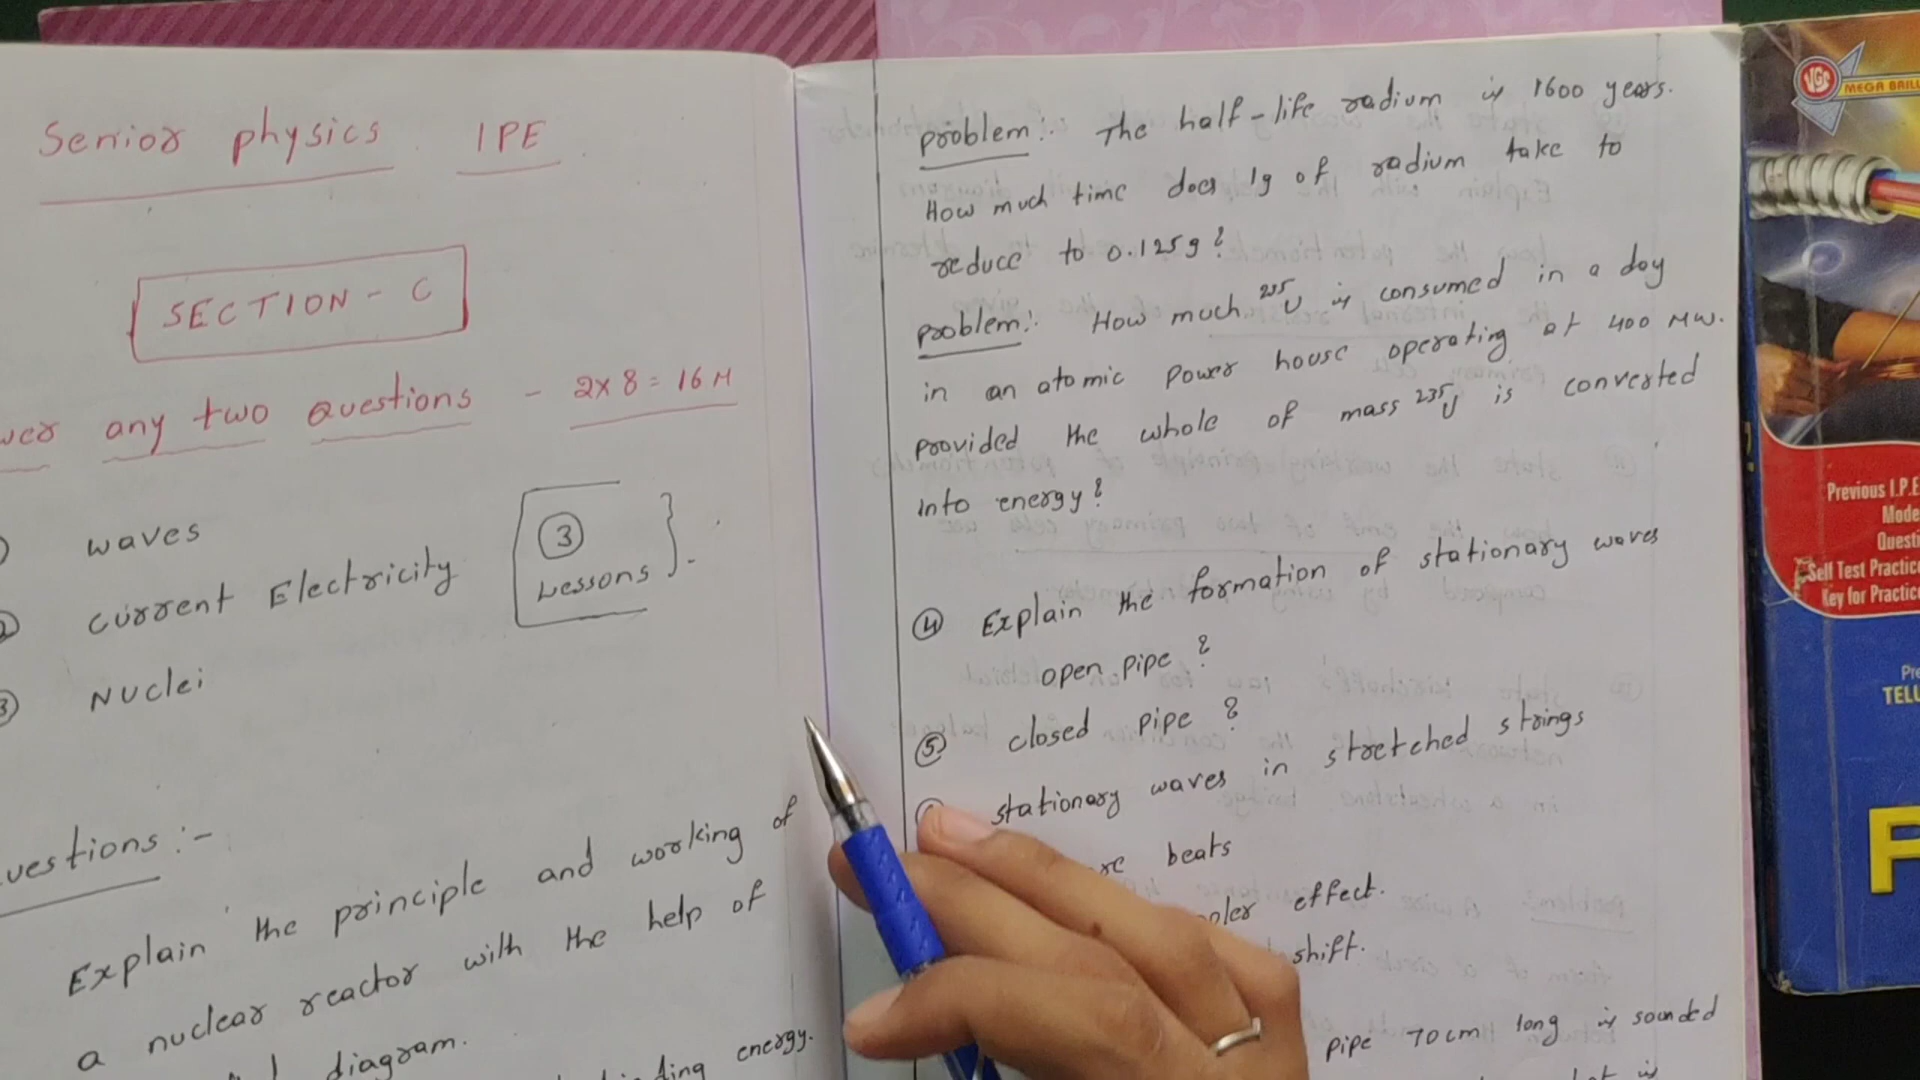 Senior physics IPE
SECTION - C
any two Questions - 2x8 = 16M
waves
current Electricity
Nuclei
3
Lessons
Explain the principle and working of
a nuclear reactor with the help of
diagram.
energy.
problem:- The half-life radium is 1600 years.
How much time does 1g of radium take to
reduce to 0.125g?
problem:- How much 235U is consumed in a day
in an atomic power house operating at 400 MW.
provided the whole of mass 235U is converted
into energy?
4 Explain the formation of stationary waves
open pipe?
5 closed pipe?
stationary waves in stretched strings
beats
effect.
shift.
pipe 70cm long is sounded
VGS
MEGA
Previous I.P.E
Self Test Practice
Key for Practice